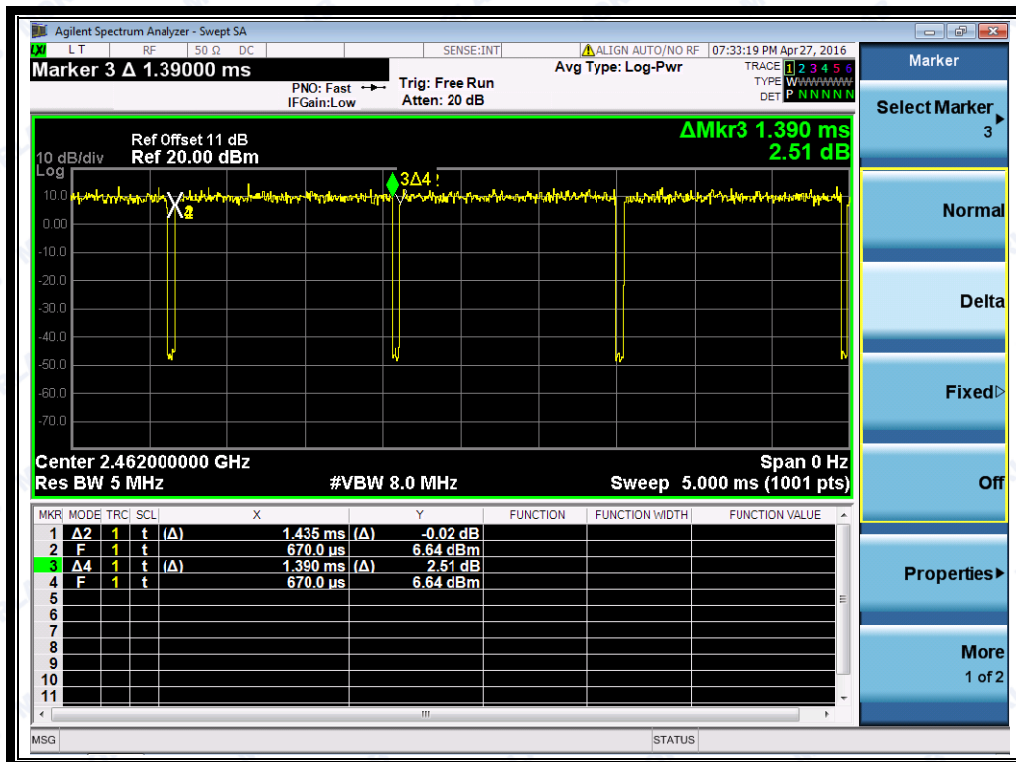 Agilent Spectrum Analyzer - Swept SA
LXI L T RF 50 Ω DC SENSE:INT ALIGN AUTO/NO RF 07:33:19 PM Apr 27, 2016
Marker 3 Δ 1.39000 ms
PNO: Fast
IFGain:Low
Trig: Free Run
Atten: 20 dB
Avg Type: Log-Pwr
TRACE 1 2 3 4 5 6
TYPE WWWWWW
DET P N N N N N
ΔMkr3 1.390 ms
2.51 dB
Ref Offset 11 dB
10 dB/div Ref 20.00 dBm
Log
3Δ4
2
10.0
0.00
-10.0
-20.0
-30.0
-40.0
-50.0
-60.0
-70.0
Center 2.462000000 GHz Span 0 Hz
Res BW 5 MHz #VBW 8.0 MHz Sweep 5.000 ms (1001 pts)
MKR MODE TRC SCL X Y FUNCTION FUNCTION WIDTH FUNCTION VALUE
1 Δ2 1 t (Δ) 1.435 ms (Δ) -0.02 dB
2 F 1 t 670.0 µs 6.64 dBm
3 Δ4 1 t (Δ) 1.390 ms (Δ) 2.51 dB
4 F 1 t 670.0 µs 6.64 dBm
5
6
7
8
9
10
11
MSG STATUS
Marker
Select Marker
3
Normal
Delta
Fixed
Off
Properties
More
1 of 2